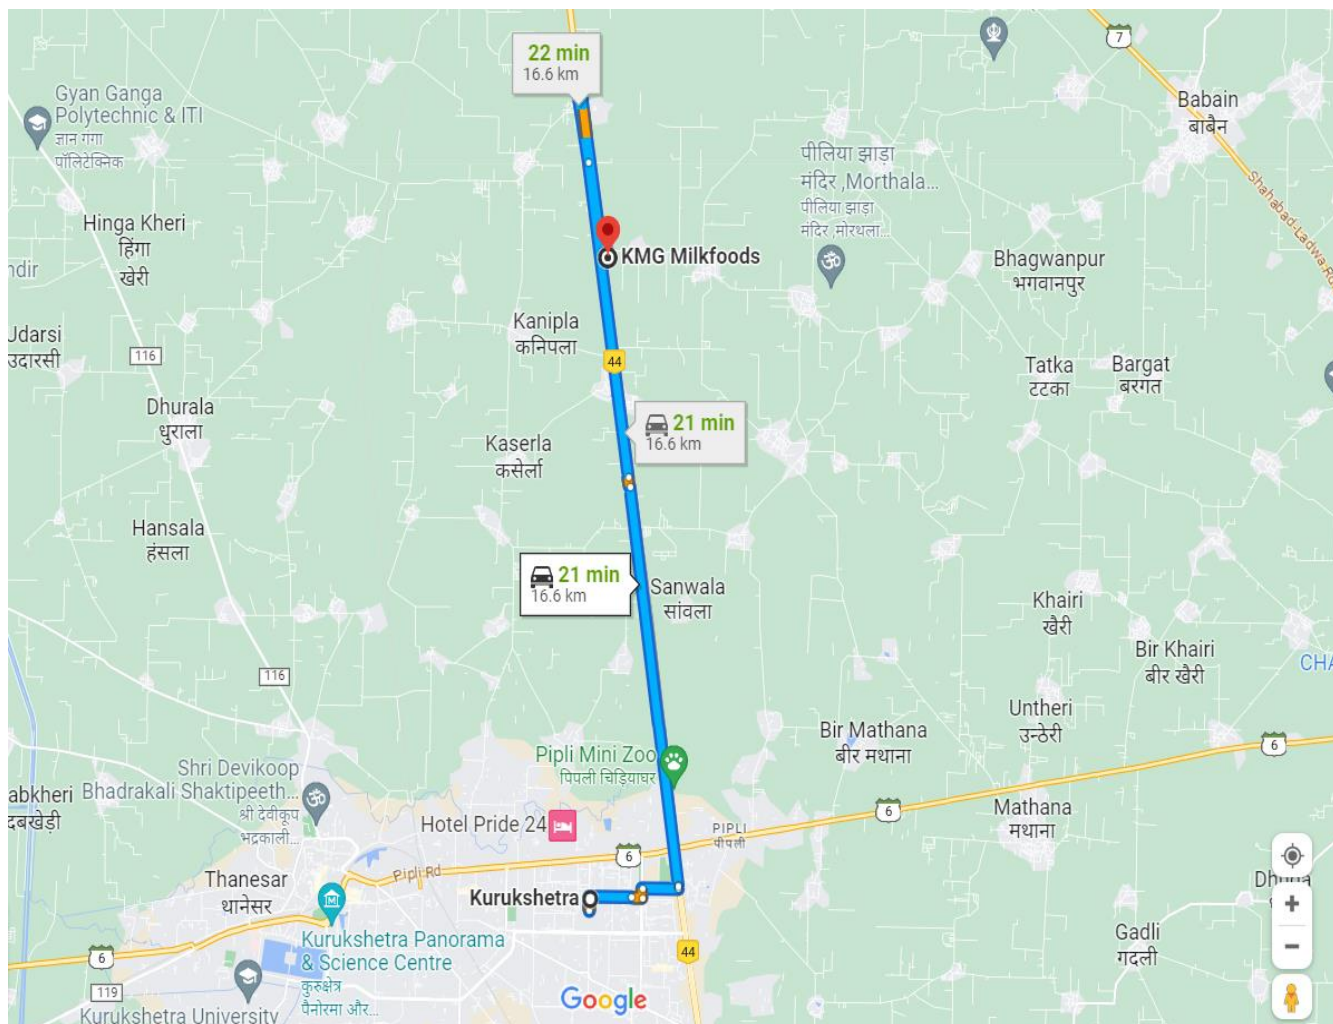 22 min
16.6 km
7
Babain
बाबैन
Gyan Ganga
Polytechnic & ITI
ज्ञान गंगा
पॉलिटेक्निक
पीलिया झाड़ा
मंदिर ,Morthala...
पीलिया झाड़ा
मंदिर ,मोरथला...
Shahabad-Ladwa Rd
Hinga Kheri
हिंगा
खेरी
ndir
KMG Milkfoods
Bhagwanpur
भगवानपुर
Udarsi
उदारसी
116
Kanipla
कनिपला
44
Tatka
टटका
Bargat
बरगत
Dhurala
धुराला
21 min
16.6 km
Kaserla
कसेर्ला
Hansala
हंसला
21 min
16.6 km
Sanwala
सांवला
Khairi
खैरी
Bir Khairi
बीर खैरी
CHA
116
Untheri
उन्ठेरी
Bir Mathana
बीर मथाना
6
Pipli Mini Zoo
पिपली चिड़ियाघर
Shri Devikoop
Bhadrakali Shaktipeeth...
श्री देवीकूप
भद्रकाली...
abkheri
दबखेड़ी
Hotel Pride 24
PIPLI
पीपली
6
Mathana
मथाना
6
Pipli Rd
Thanesar
थानेसर
Kurukshetra
Kurukshetra Panorama
& Science Centre
कुरुक्षेत्र
पैनोरमा और...
6
44
Gadli
गदली
119
Kurukshetra University
Google